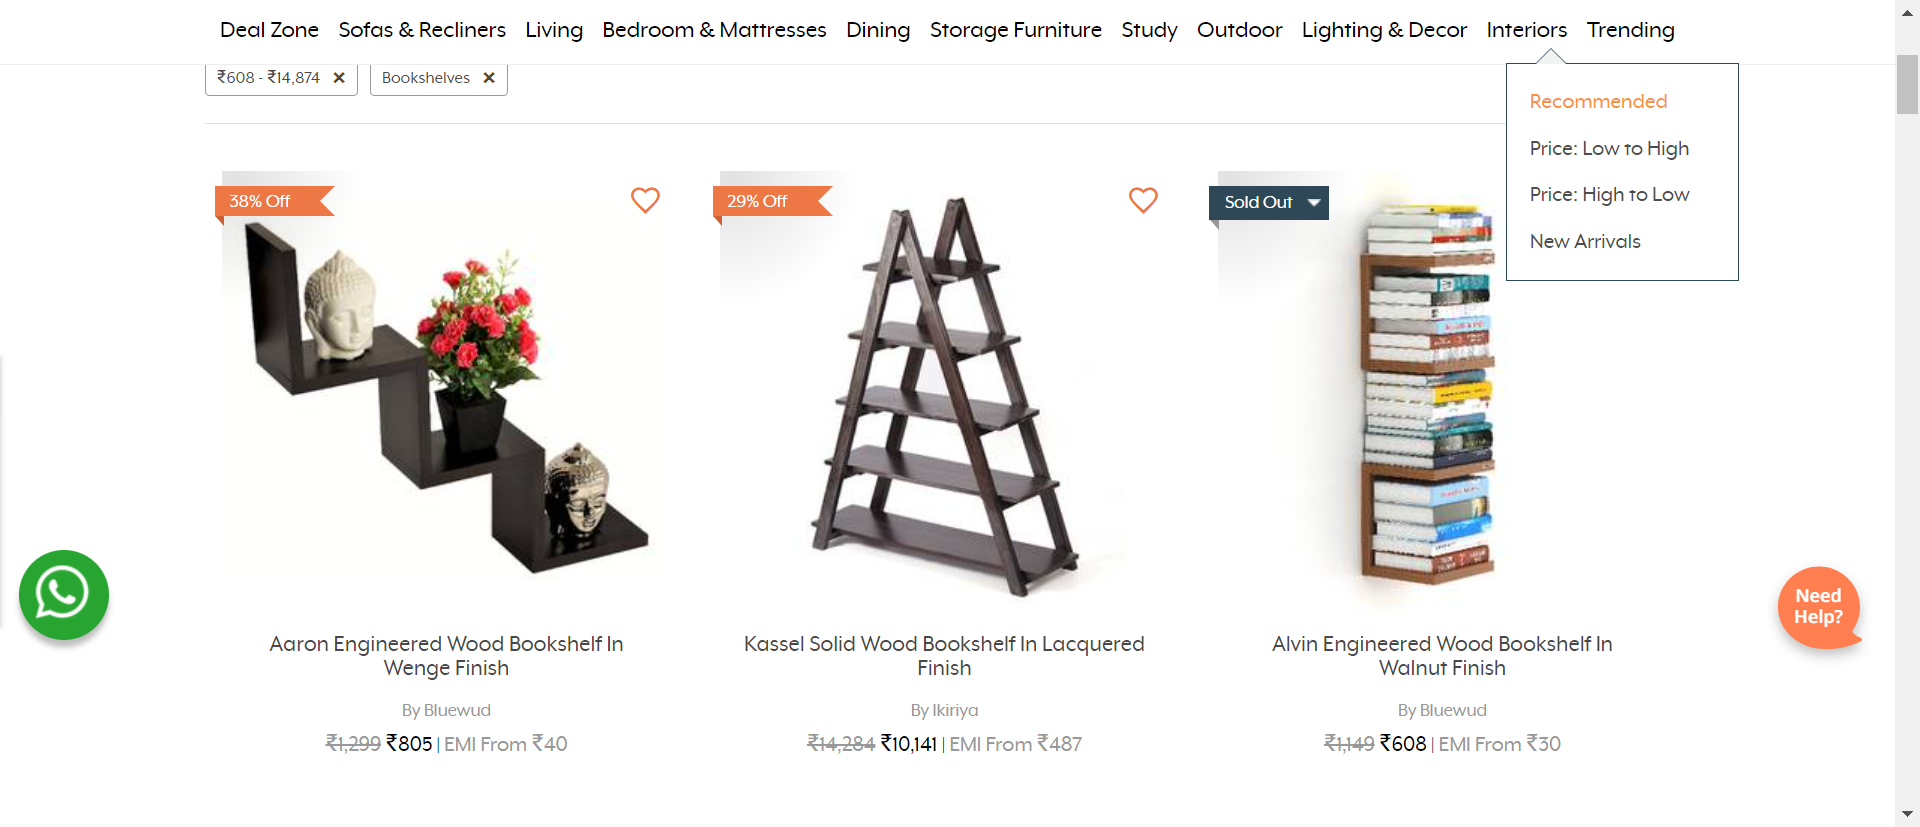 Deal Zone Sofas & Recliners Living Bedroom & Mattresses Dining Storage Furniture Study Outdoor Lighting & Decor Interiors Trending
₹608 - ₹14,874 ✕ Bookshelves ✕
Recommended
Price: Low to High
Price: High to Low
New Arrivals
38% Off
29% Off
Sold Out
Aaron Engineered Wood Bookshelf In
Wenge Finish
By Bluewud
₹1,299 ₹805 | EMI From ₹40
Kassel Solid Wood Bookshelf In Lacquered
Finish
By Ikiriya
₹14,284 ₹10,141 | EMI From ₹487
Alvin Engineered Wood Bookshelf In
Walnut Finish
By Bluewud
₹1,149 ₹608 | EMI From ₹30
Need
Help?